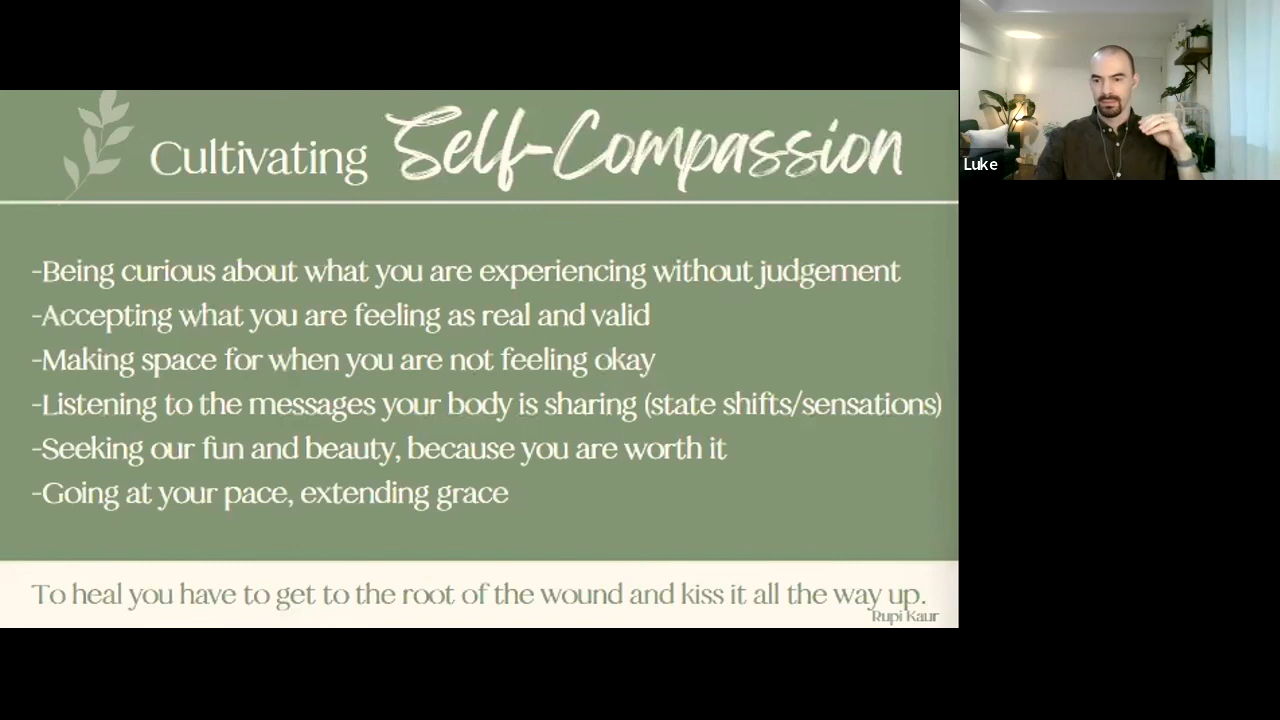 Cultivating Self-Compassion
-Being curious about what you are experiencing without judgement
-Accepting what you are feeling as real and valid
-Making space for when you are not feeling okay
-Listening to the messages your body is sharing (state shifts/sensations)
-Seeking our fun and beauty, because you are worth it
-Going at your pace, extending grace
To heal you have to get to the root of the wound and kiss it all the way up.
Rupi Kaur
Luke